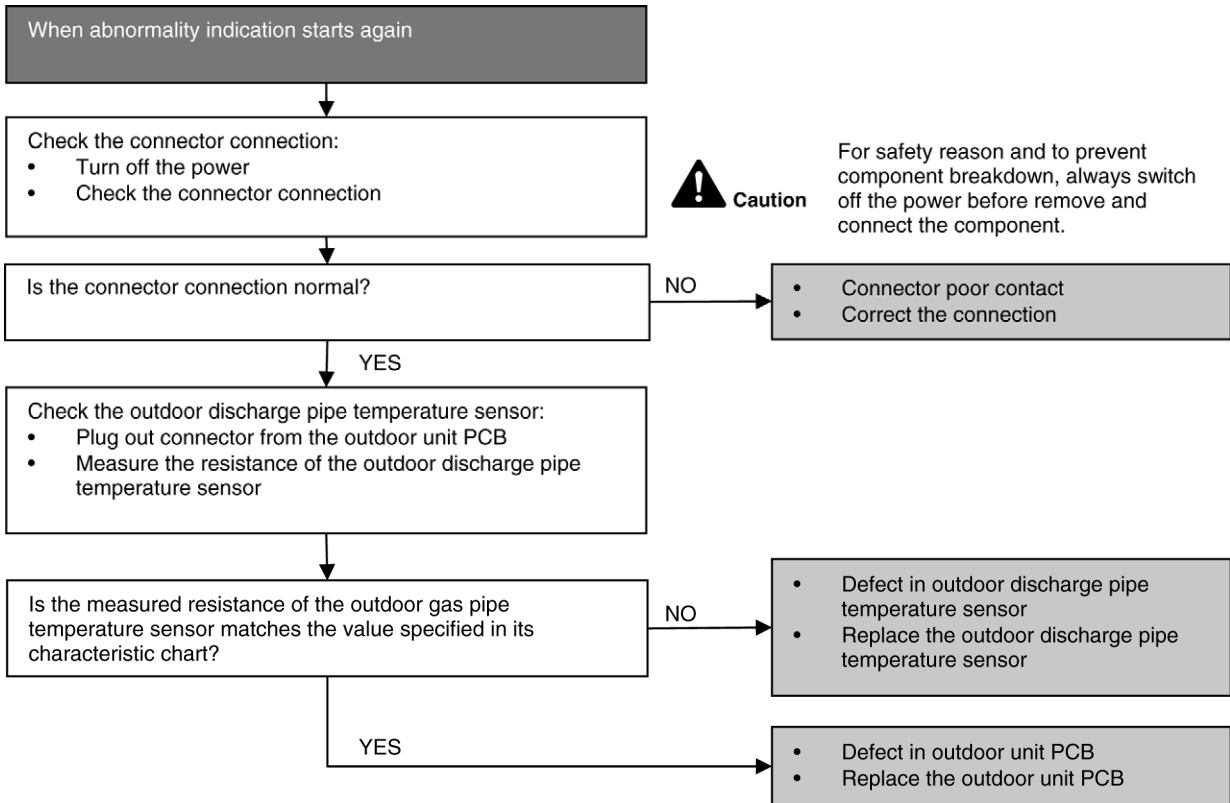 When abnormality indication starts again
Check the connector connection:
• Turn off the power
• Check the connector connection
Caution
For safety reason and to prevent
component breakdown, always switch
off the power before remove and
connect the component.
Is the connector connection normal?
NO
• Connector poor contact
• Correct the connection
YES
Check the outdoor discharge pipe temperature sensor:
• Plug out connector from the outdoor unit PCB
• Measure the resistance of the outdoor discharge pipe
temperature sensor
Is the measured resistance of the outdoor gas pipe
temperature sensor matches the value specified in its
characteristic chart?
NO
• Defect in outdoor discharge pipe
temperature sensor
• Replace the outdoor discharge pipe
temperature sensor
YES
• Defect in outdoor unit PCB
• Replace the outdoor unit PCB